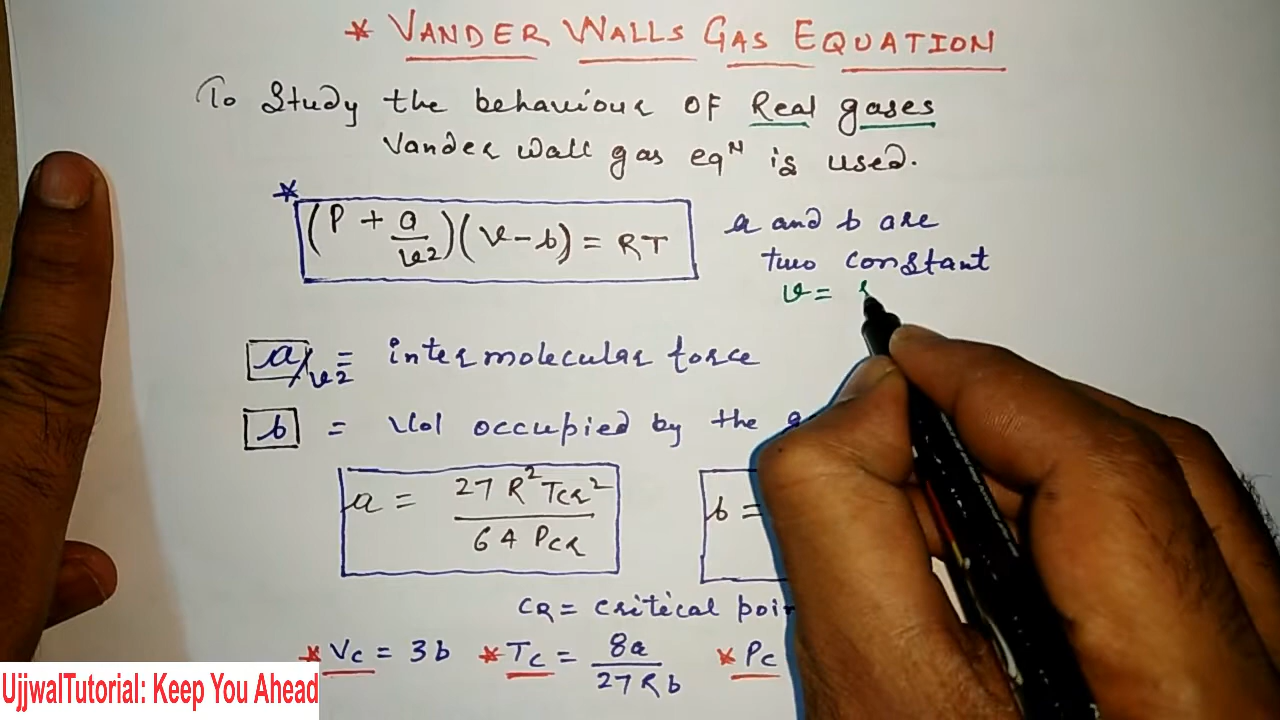 * VANDER WALLS GAS EQUATION
To Study the behaviour OF Real gases
Vander wall gas eqᴺ is used.
* (P + a/v²)(v - b) = RT
a and b are
two constant
v =
a/v² = intermolecular force
b = Vol occupied by the
a = 27 R² Tcr² / 64 Pcr
b =
CR = critical poin
* Vc = 3b * Tc = 8a / 27Rb * Pc
UjjwalTutorial: Keep You Ahead